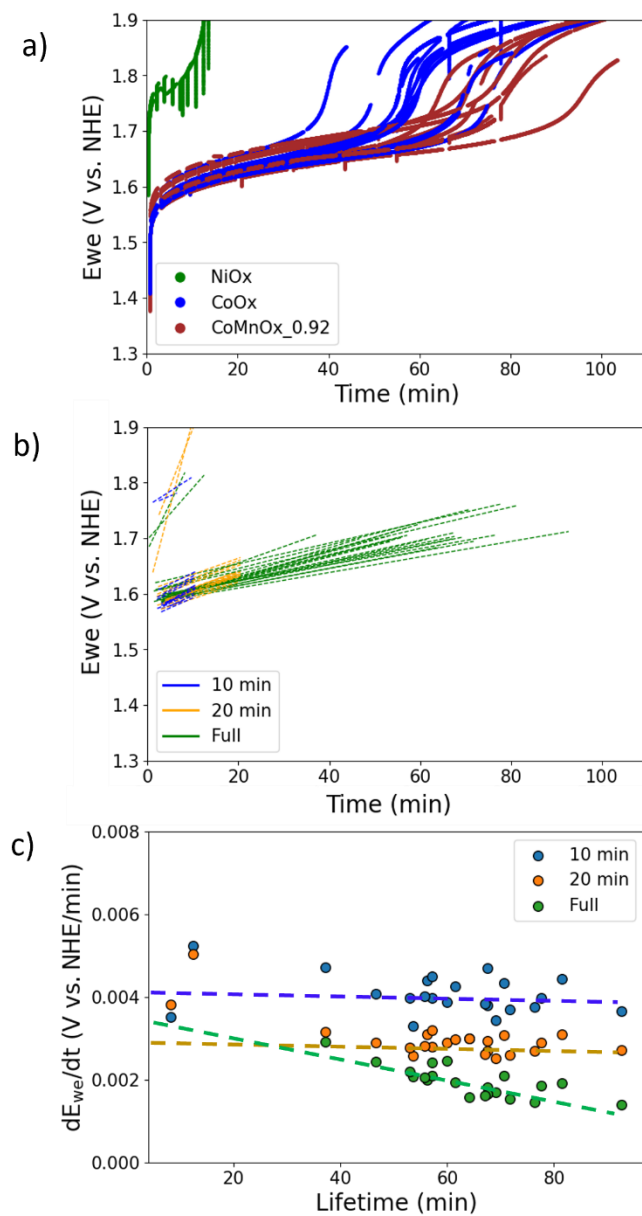 a)
1.9
1.8
1.7
1.6
1.5
1.4
1.3
Ewe (V vs. NHE)
NiOx
CoOx
CoMnOx_0.92
0 20 40 60 80 100
Time (min)
b)
1.9
1.8
1.7
1.6
1.5
1.4
1.3
Ewe (V vs. NHE)
10 min
20 min
Full
0 20 40 60 80 100
Time (min)
c)
0.008
0.006
0.004
0.002
0.000
dEwe/dt (V vs. NHE/min)
10 min
20 min
Full
20 40 60 80
Lifetime (min)